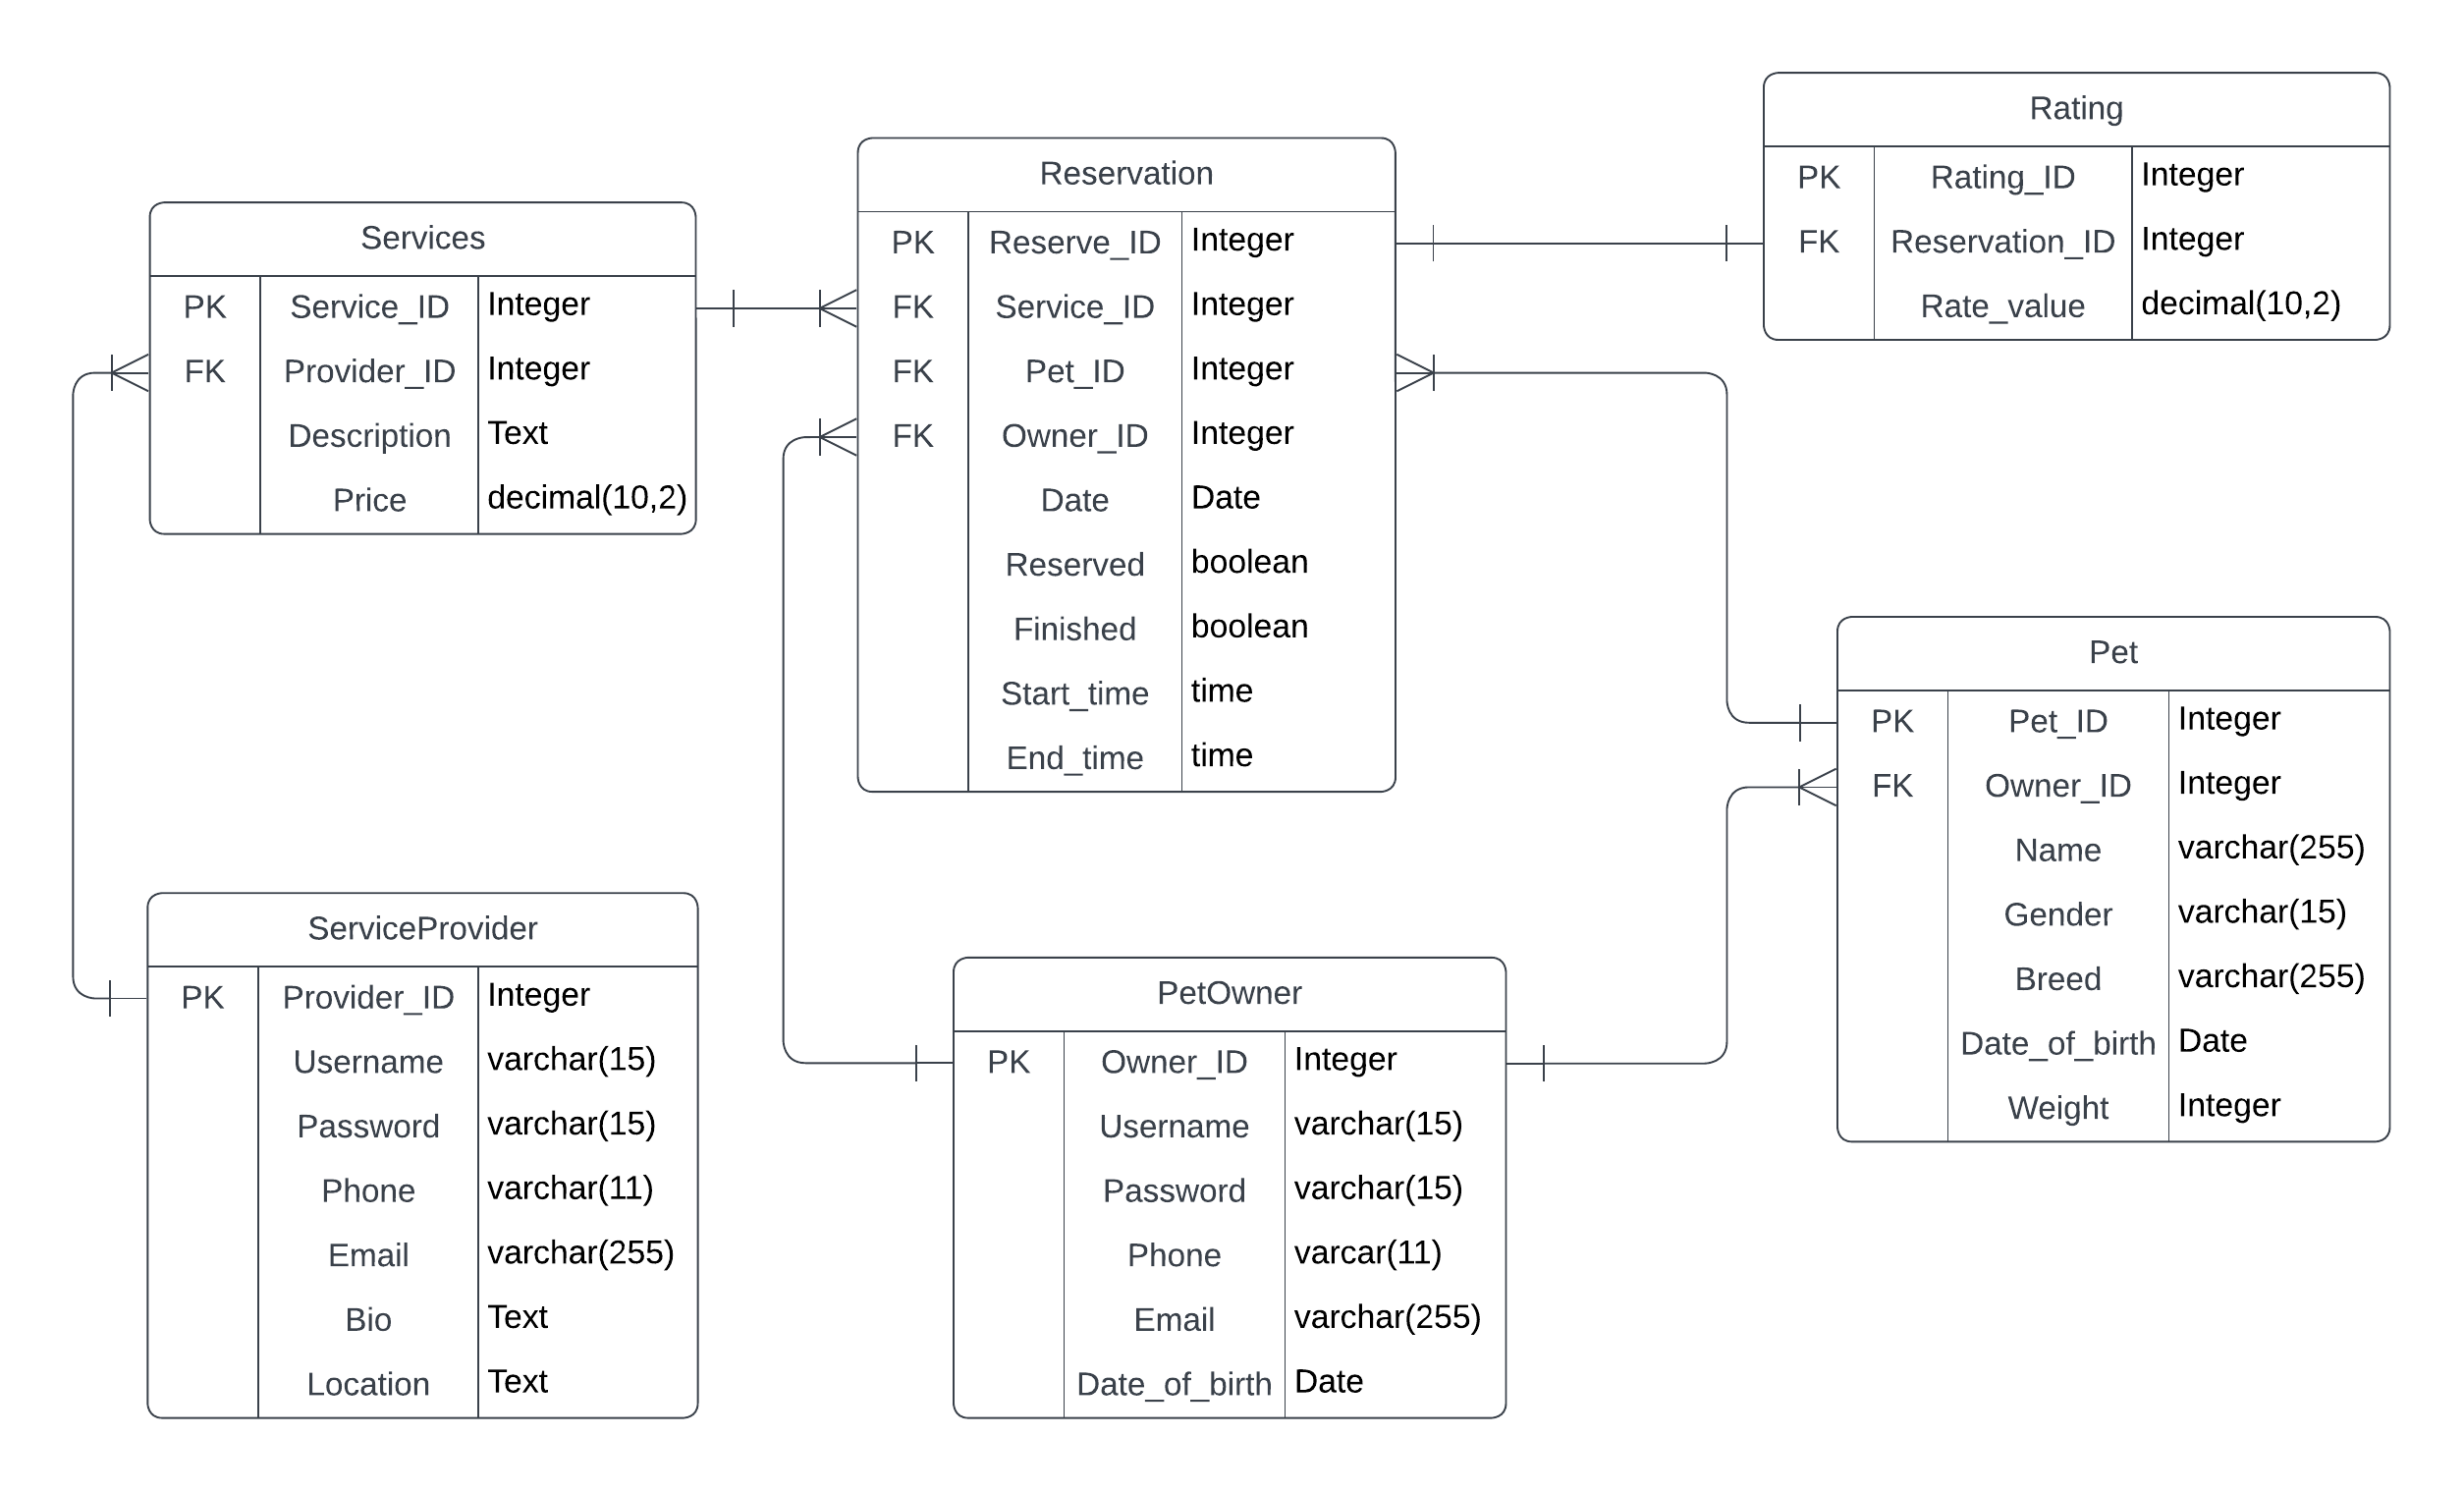 Rating
PK Rating_ID Integer
FK Reservation_ID Integer
Rate_value decimal(10,2)
Reservation
PK Reserve_ID Integer
FK Service_ID Integer
FK Pet_ID Integer
FK Owner_ID Integer
Date Date
Reserved boolean
Finished boolean
Start_time time
End_time time
Services
PK Service_ID Integer
FK Provider_ID Integer
Description Text
Price decimal(10,2)
Pet
PK Pet_ID Integer
FK Owner_ID Integer
Name varchar(255)
Gender varchar(15)
Breed varchar(255)
Date_of_birth Date
Weight Integer
ServiceProvider
PK Provider_ID Integer
Username varchar(15)
Password varchar(15)
Phone varchar(11)
Email varchar(255)
Bio Text
Location Text
PetOwner
PK Owner_ID Integer
Username varchar(15)
Password varchar(15)
Phone varcar(11)
Email varchar(255)
Date_of_birth Date